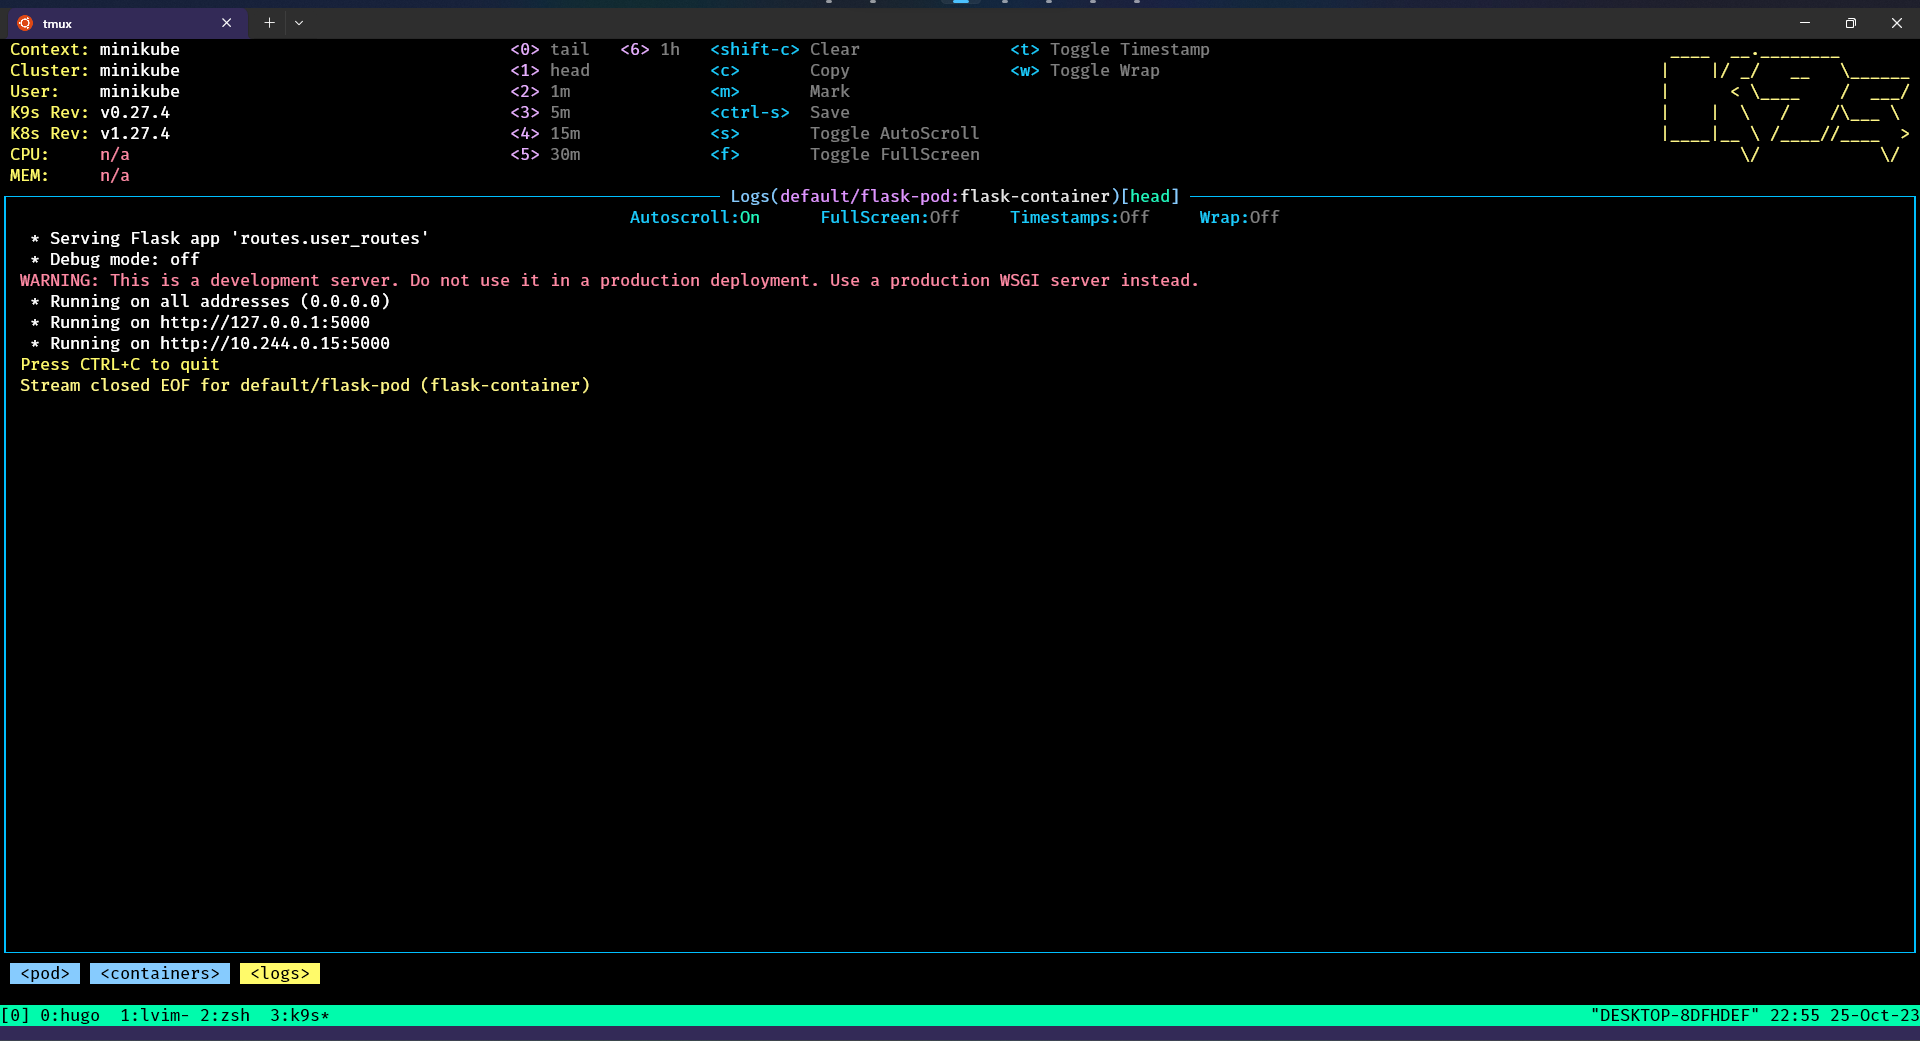 tmux
Context: minikube <0> tail <6> 1h <shift-c> Clear <t> Toggle Timestamp
Cluster: minikube <1> head <c> Copy <w> Toggle Wrap
User: minikube <2> 1m <m> Mark
K9s Rev: v0.27.4 <3> 5m <ctrl-s> Save
K8s Rev: v1.27.4 <4> 15m <s> Toggle AutoScroll
CPU: n/a <5> 30m <f> Toggle FullScreen
MEM: n/a
Logs(default/flask-pod:flask-container)[head]
Autoscroll:On FullScreen:Off Timestamps:Off Wrap:Off
* Serving Flask app 'routes.user_routes'
* Debug mode: off
WARNING: This is a development server. Do not use it in a production deployment. Use a production WSGI server instead.
* Running on all addresses (0.0.0.0)
* Running on http://127.0.0.1:5000
* Running on http://10.244.0.15:5000
Press CTRL+C to quit
Stream closed EOF for default/flask-pod (flask-container)
<pod> <containers> <logs>
[0] 0:hugo 1:lvim- 2:zsh 3:k9s* "DESKTOP-8DFHDEF" 22:55 25-Oct-23